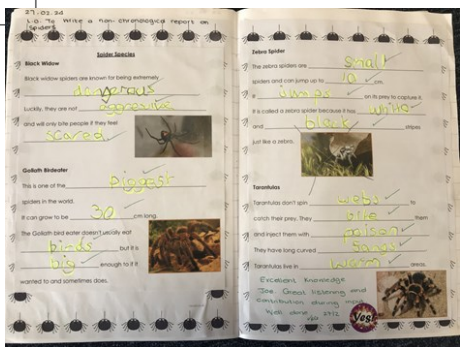 27.02.24
L.O. To write a non-chronological report on
spiders
Spider Species
Black Widow
Black widow spiders are known for being extremely
dangerous
Luckily, they are not aggressive
and will only bite people if they feel
scared
Goliath Birdeater
This is one of the biggest
spiders in the world.
It can grow to be 30 cm long.
The Goliath bird eater doesn't usually eat
birds but it is
big enough to if it
wanted to and sometimes does.
Zebra Spider
The zebra spiders are small
spiders and can jump up to 10 cm.
It jumps on its prey to capture it.
It is called a zebra spider because it has white
and black stripes
just like a zebra.
Tarantulas
Tarantulas don't spin webs to
catch their prey. They bite them
and inject them with poison
They have long curved fangs
Tarantulas live in warm areas.
Excellent knowledge
Joe. Great listening and
contribution during input
Well done
Yes!